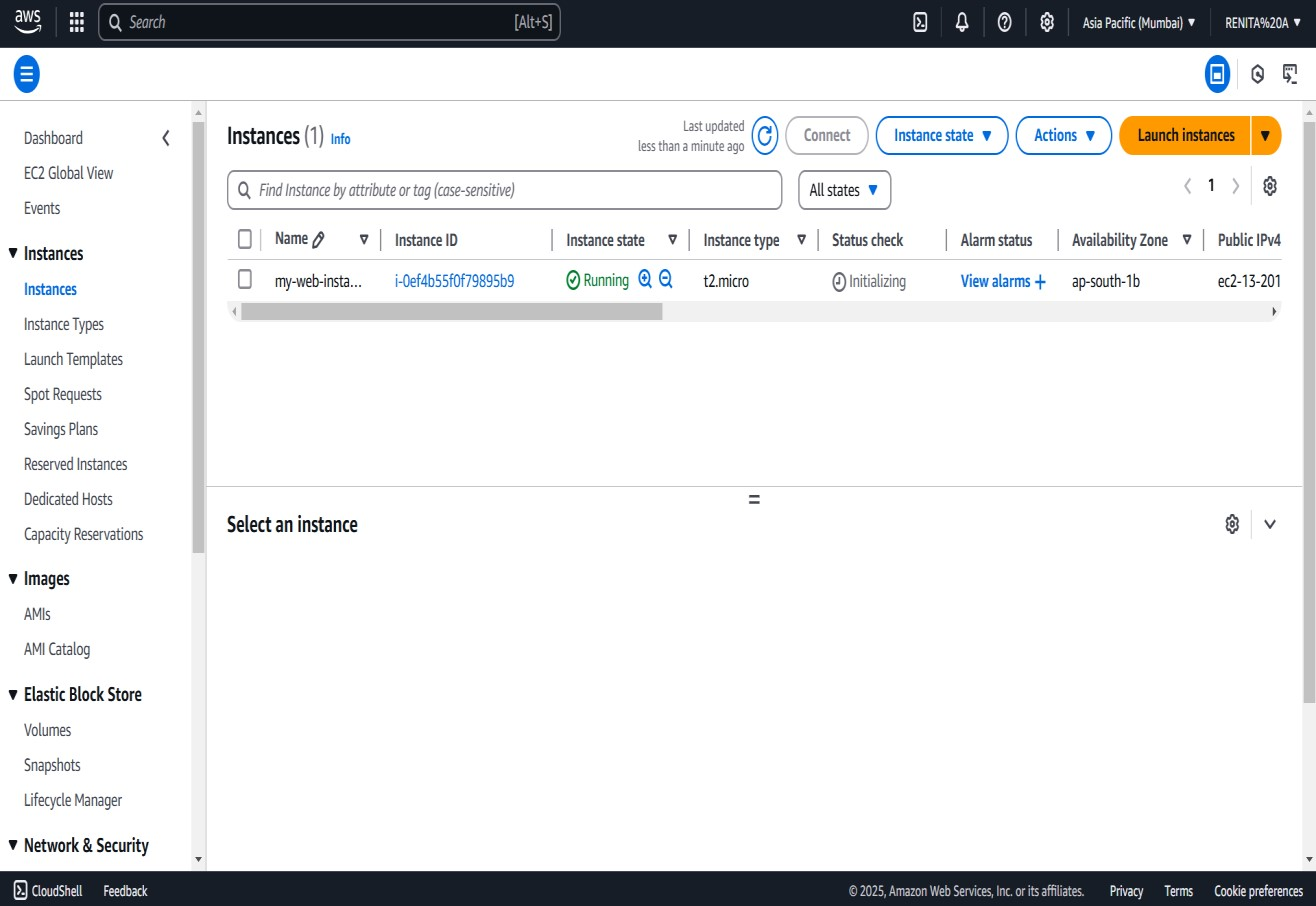 aws Search [Alt+S] Asia Pacific (Mumbai) RENITA%20A
Dashboard
EC2 Global View
Events
Instances
Instances
Instance Types
Launch Templates
Spot Requests
Savings Plans
Reserved Instances
Dedicated Hosts
Capacity Reservations
Images
AMIs
AMI Catalog
Elastic Block Store
Volumes
Snapshots
Lifecycle Manager
Network & Security
Instances (1) Info
Last updated
less than a minute ago
Connect Instance state Actions Launch instances
Find Instance by attribute or tag (case-sensitive) All states 1
Name Instance ID Instance state Instance type Status check Alarm status Availability Zone Public IPv4
my-web-insta... i-0ef4b55f0f79895b9 Running t2.micro Initializing View alarms + ap-south-1b ec2-13-201
Select an instance
CloudShell Feedback © 2025, Amazon Web Services, Inc. or its affiliates. Privacy Terms Cookie preferences